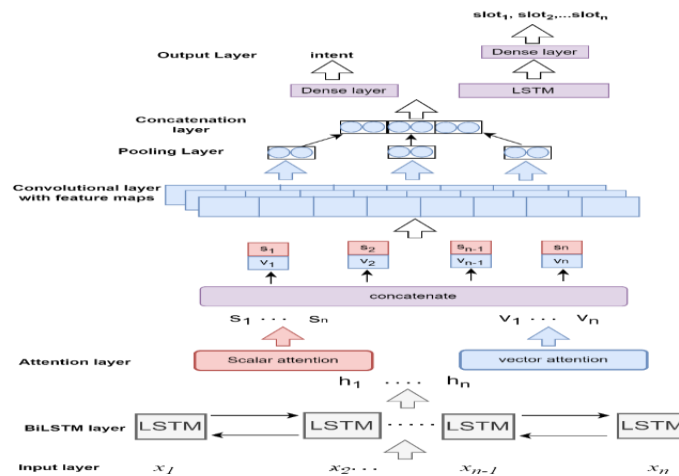 slot₁, slot₂,...slotₙ
Output Layer
intent
Dense layer
Dense layer
LSTM
Concatenation
layer
Pooling Layer
Convolutional layer
with feature maps
s₁ s₂ sₙ₋₁ sₙ
v₁ v₂ vₙ₋₁ vₙ
concatenate
s₁ ... sₙ v₁ ... vₙ
Attention layer
Scalar attention
vector attention
h₁ .... hₙ
BiLSTM layer
LSTM LSTM ..... LSTM LSTM
Input layer
x₁ x₂... xₙ₋₁ xₙ